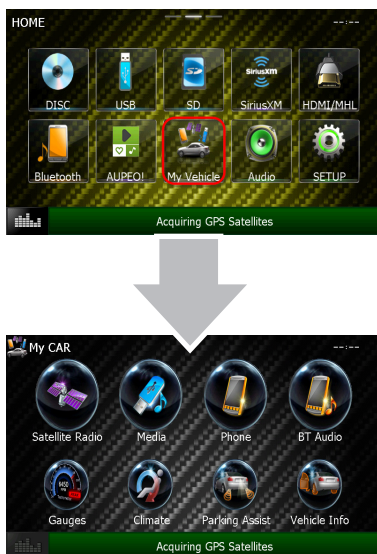 HOME
--:--
DISC
USB
SD
SiriusXM
HDMI/MHL
Bluetooth
AUPEO!
My Vehicle
Audio
SETUP
Acquiring GPS Satellites
My CAR
--:--
Satellite Radio
Media
Phone
BT Audio
Gauges
Climate
Parking Assist
Vehicle Info
Acquiring GPS Satellites